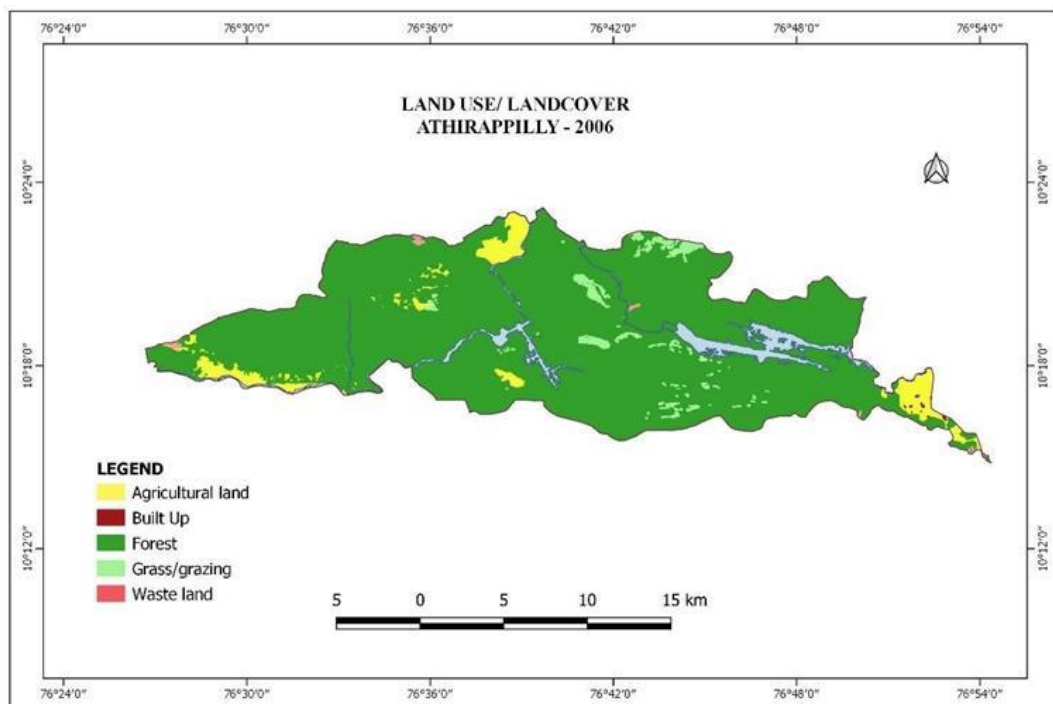 76°24'0" 76°30'0" 76°36'0" 76°42'0" 76°48'0" 76°54'0"
LAND USE/ LANDCOVER
ATHIRAPPILLY - 2006
10°24'0" 10°24'0"
10°18'0" 10°18'0"
10°12'0" 10°12'0"
LEGEND
Agricultural land
Built Up
Forest
Grass/grazing
Waste land
5 0 5 10 15 km
76°24'0" 76°30'0" 76°36'0" 76°42'0" 76°48'0" 76°54'0"